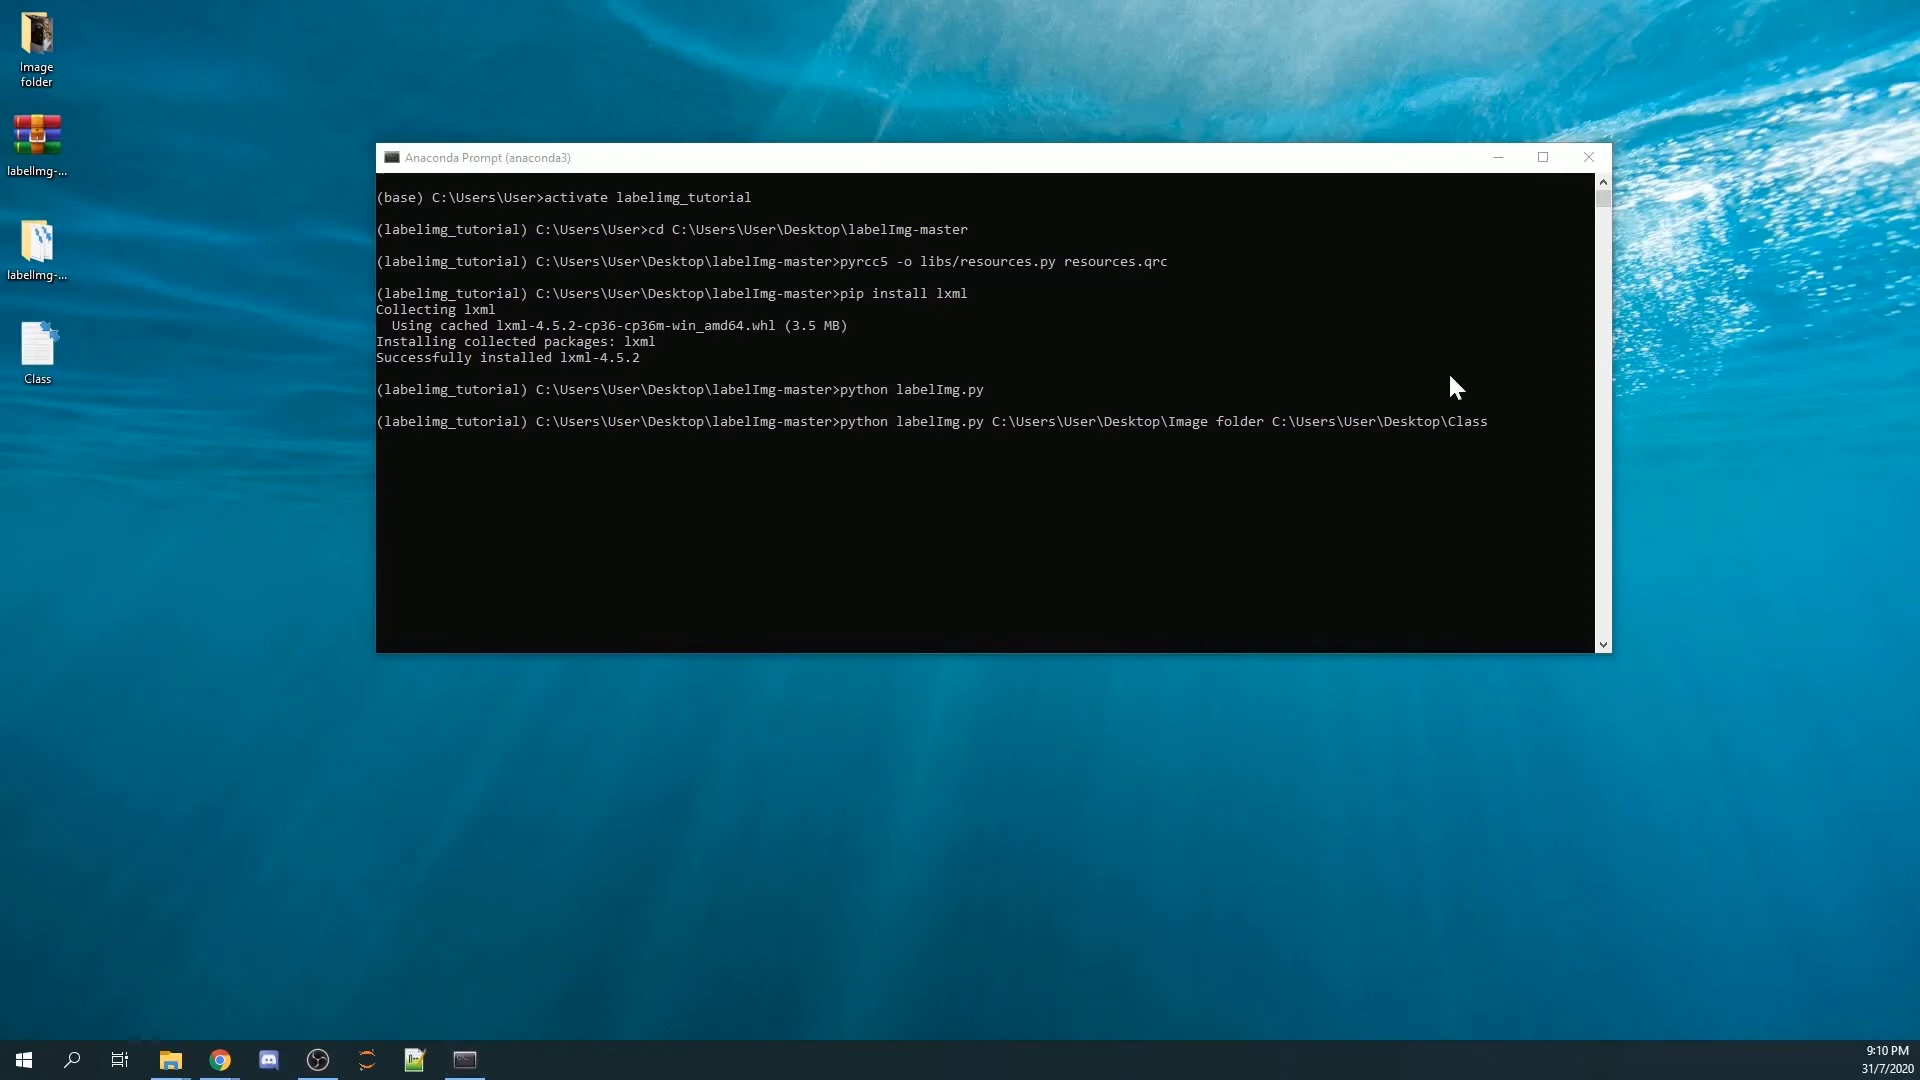 Image
folder
labelImg-...
labelImg-...
Class
Anaconda Prompt (anaconda3)
(base) C:\Users\User>activate labelimg_tutorial
(labelimg_tutorial) C:\Users\User>cd C:\Users\User\Desktop\labelImg-master
(labelimg_tutorial) C:\Users\User\Desktop\labelImg-master>pyrcc5 -o libs/resources.py resources.qrc
(labelimg_tutorial) C:\Users\User\Desktop\labelImg-master>pip install lxml
Collecting lxml
  Using cached lxml-4.5.2-cp36-cp36m-win_amd64.whl (3.5 MB)
Installing collected packages: lxml
Successfully installed lxml-4.5.2
(labelimg_tutorial) C:\Users\User\Desktop\labelImg-master>python labelImg.py
(labelimg_tutorial) C:\Users\User\Desktop\labelImg-master>python labelImg.py C:\Users\User\Desktop\Image folder C:\Users\User\Desktop\Class
9:10 PM
31/7/2020